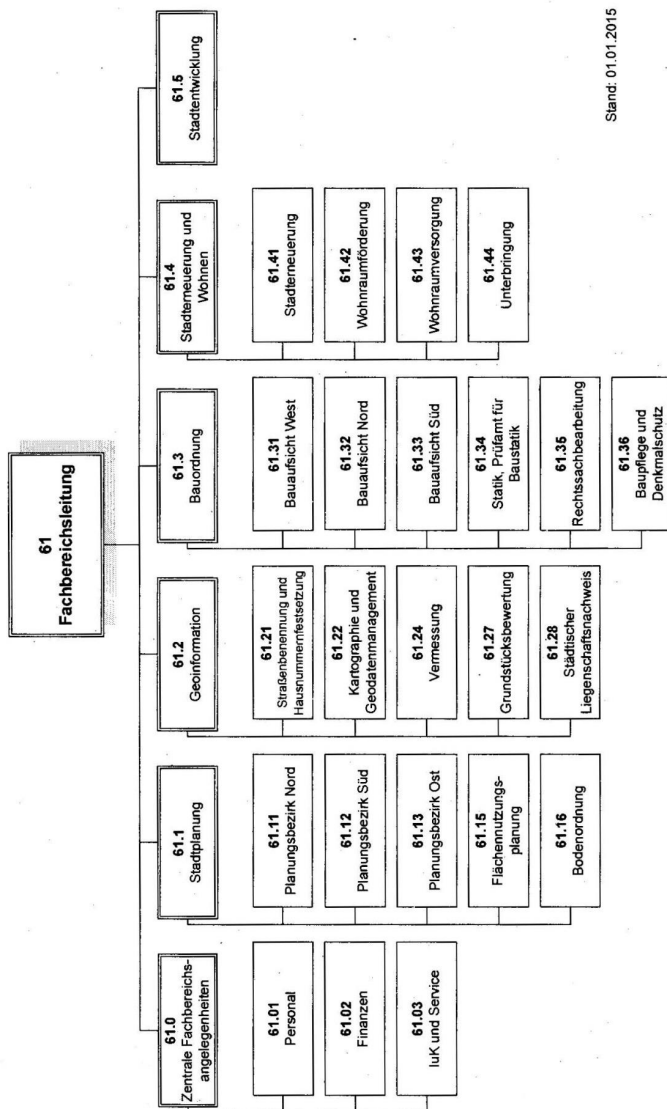 61
Fachbereichsleitung
61.0
Zentrale Fachbereichs-
angelegenheiten
61.01
Personal
61.02
Finanzen
61.03
IuK und Service
61.1
Stadtplanung
61.11
Planungsbezirk Nord
61.12
Planungsbezirk Süd
61.13
Planungsbezirk Ost
61.15
Flächennutzungs-
planung
61.16
Bodenordnung
61.2
Geoinformation
61.21
Straßenbenennung und
Hausnummernfestsetzung
61.22
Kartographie und
Geodatenmanagement
61.24
Vermessung
61.27
Grundstücksbewertung
61.28
Städtischer
Liegenschaftsnachweis
61.3
Bauordnung
61.31
Bauaufsicht West
61.32
Bauaufsicht Nord
61.33
Bauaufsicht Süd
61.34
Statik, Prüfamt für
Baustatik
61.35
Rechtssachbearbeitung
61.36
Baupflege und
Denkmalschutz
61.4
Stadterneuerung und
Wohnen
61.41
Stadterneuerung
61.42
Wohnraumförderung
61.43
Wohnraumversorgung
61.44
Unterbringung
61.5
Stadtentwicklung
Stand: 01.01.2015